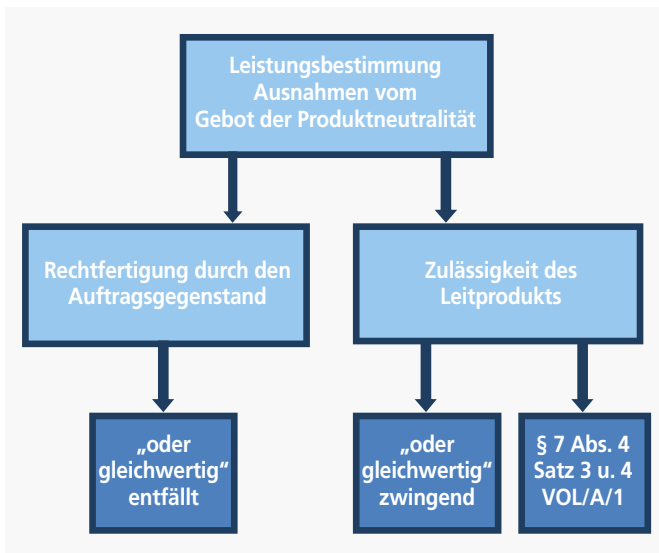 Leistungsbestimmung
Ausnahmen vom
Gebot der Produktneutralität
Rechtfertigung durch den
Auftragsgegenstand
Zulässigkeit des
Leitprodukts
„oder
gleichwertig“
entfällt
„oder
gleichwertig“
zwingend
§ 7 Abs. 4
Satz 3 u. 4
VOL/A/1